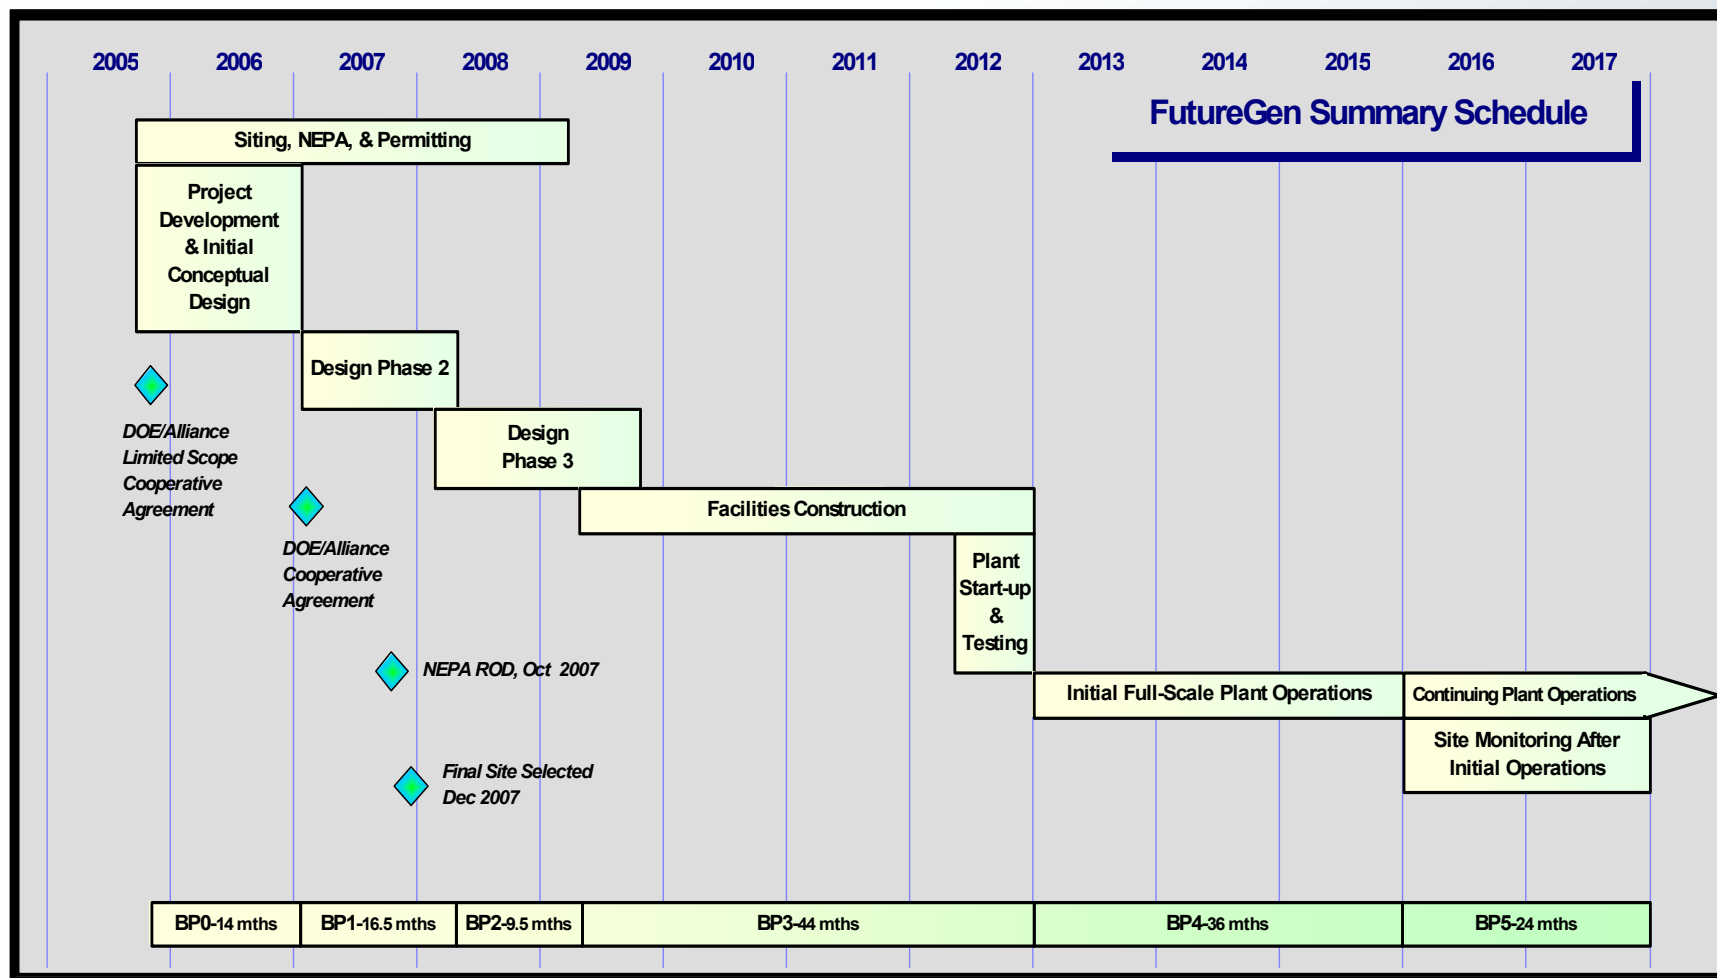 2005 2006 2007 2008 2009 2010 2011 2012 2013 2014 2015 2016 2017
FutureGen Summary Schedule
Siting, NEPA, & Permitting
Project
Development
& Initial
Conceptual
Design
Design Phase 2
DOE/Alliance
Limited Scope
Cooperative
Agreement
Design
Phase 3
Facilities Construction
DOE/Alliance
Cooperative
Agreement
Plant
Start-up
&
Testing
NEPA ROD, Oct 2007
Initial Full-Scale Plant Operations
Continuing Plant Operations
Site Monitoring After
Initial Operations
Final Site Selected
Dec 2007
BP0-14 mths BP1-16.5 mths BP2-9.5 mths BP3-44 mths BP4-36 mths BP5-24 mths